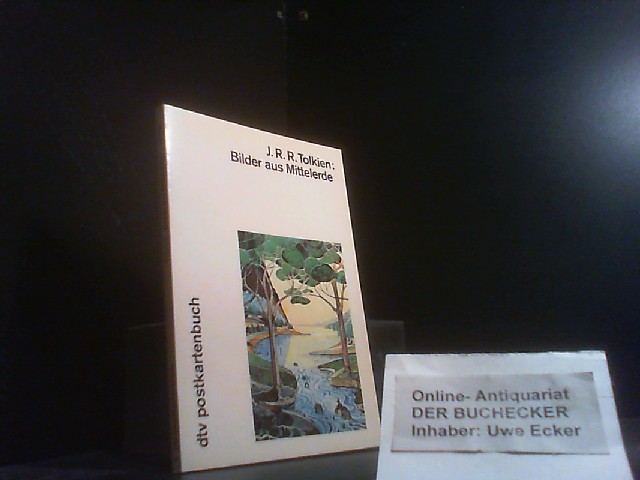 J.R.R.Tolkien:
Bilder aus Mittelerde
dtv postkartenbuch
Online- Antiquariat
DER BUCHECKER
Inhaber: Uwe Ecker